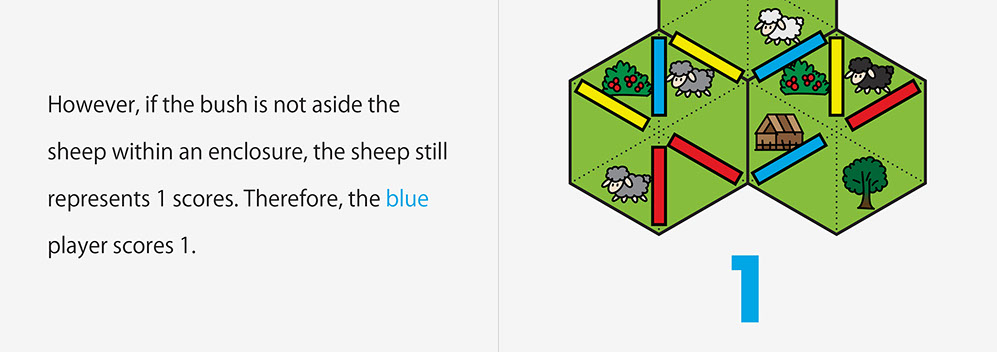 However, if the bush is not aside the
sheep within an enclosure, the sheep still
represents 1 scores. Therefore, the blue
player scores 1.
1